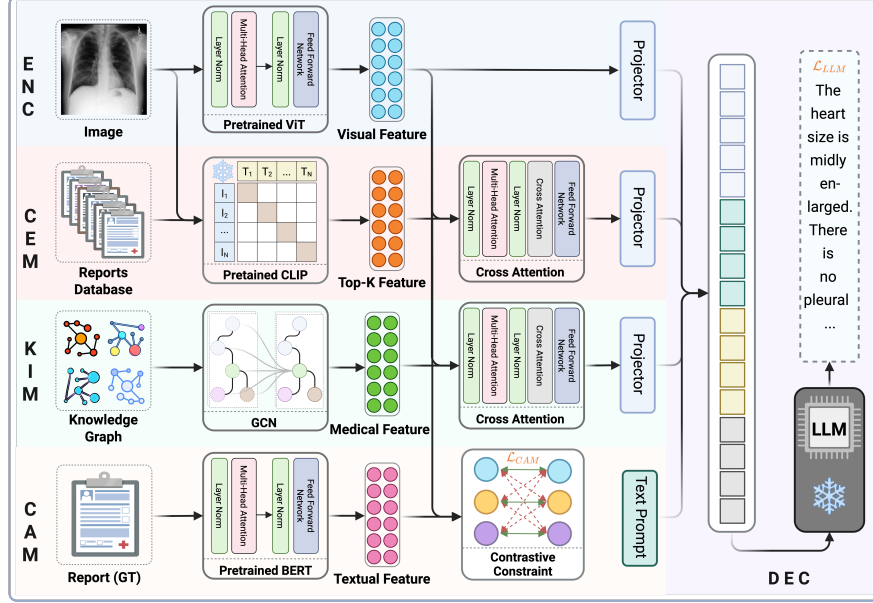 ENC
Image
Layer Norm
Multi-Head Attention
Layer Norm
Feed Forward
Network
Pretrained ViT
Visual Feature
Projector
CEM
Reports
Database
T1 T2 ... TN
I1
I2
...
IN
Pretained CLIP
Top-K Feature
Layer Norm
Multi-Head Attention
Layer Norm
Cross Attention
Feed Forward
Network
Cross Attention
Projector
KIM
Knowledge
Graph
GCN
Medical Feature
Layer Norm
Multi-Head Attention
Layer Norm
Cross Attention
Feed Forward
Network
Cross Attention
Projector
CAM
Report (GT)
Layer Norm
Multi-Head Attention
Layer Norm
Feed Forward
Network
Pretrained BERT
Textual Feature
ℒCAM
Contrastive
Constraint
Text Prompt
ℒLLM
The
heart
size is
midly
en-
larged.
There
is
no
pleural
...
LLM
DEC